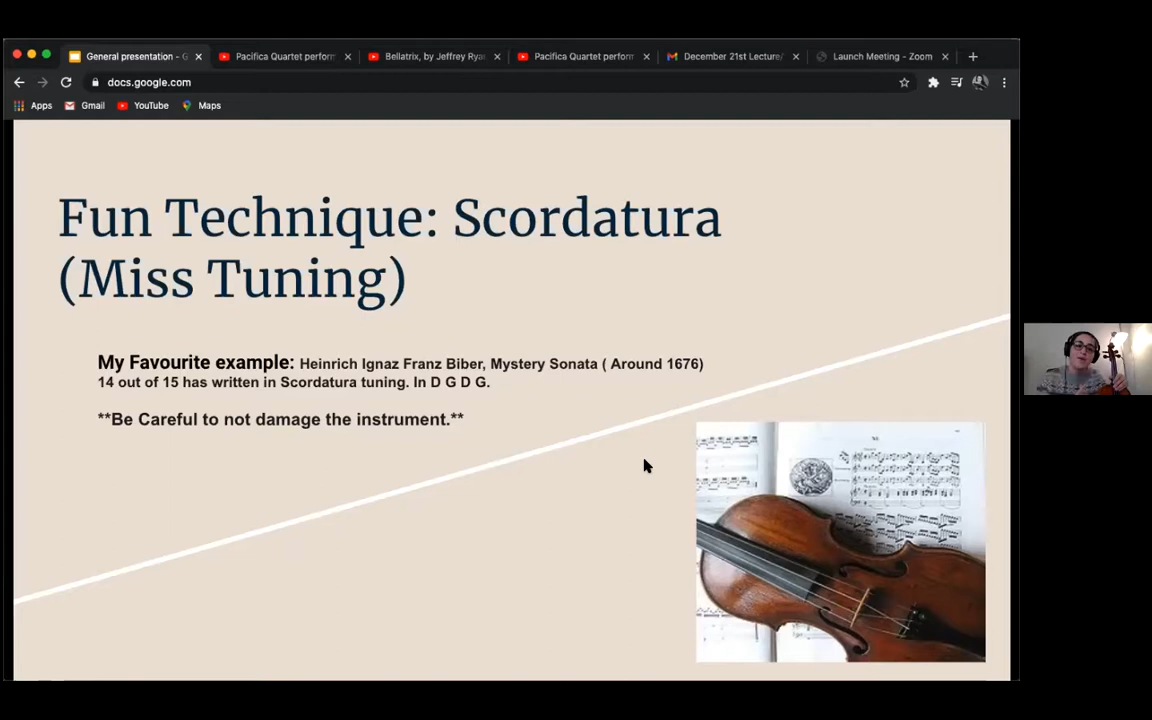 General presentation - G
Pacifica Quartet perform
Bellatrix, by Jeffrey Rya
Pacifica Quartet perform
December 21st Lecture/
Launch Meeting - Zoom
docs.google.com
Apps
Gmail
YouTube
Maps
Fun Technique: Scordatura
(Miss Tuning)
My Favourite example: Heinrich Ignaz Franz Biber, Mystery Sonata ( Around 1676)
14 out of 15 has written in Scordatura tuning. In D G D G.
**Be Careful to not damage the instrument.**